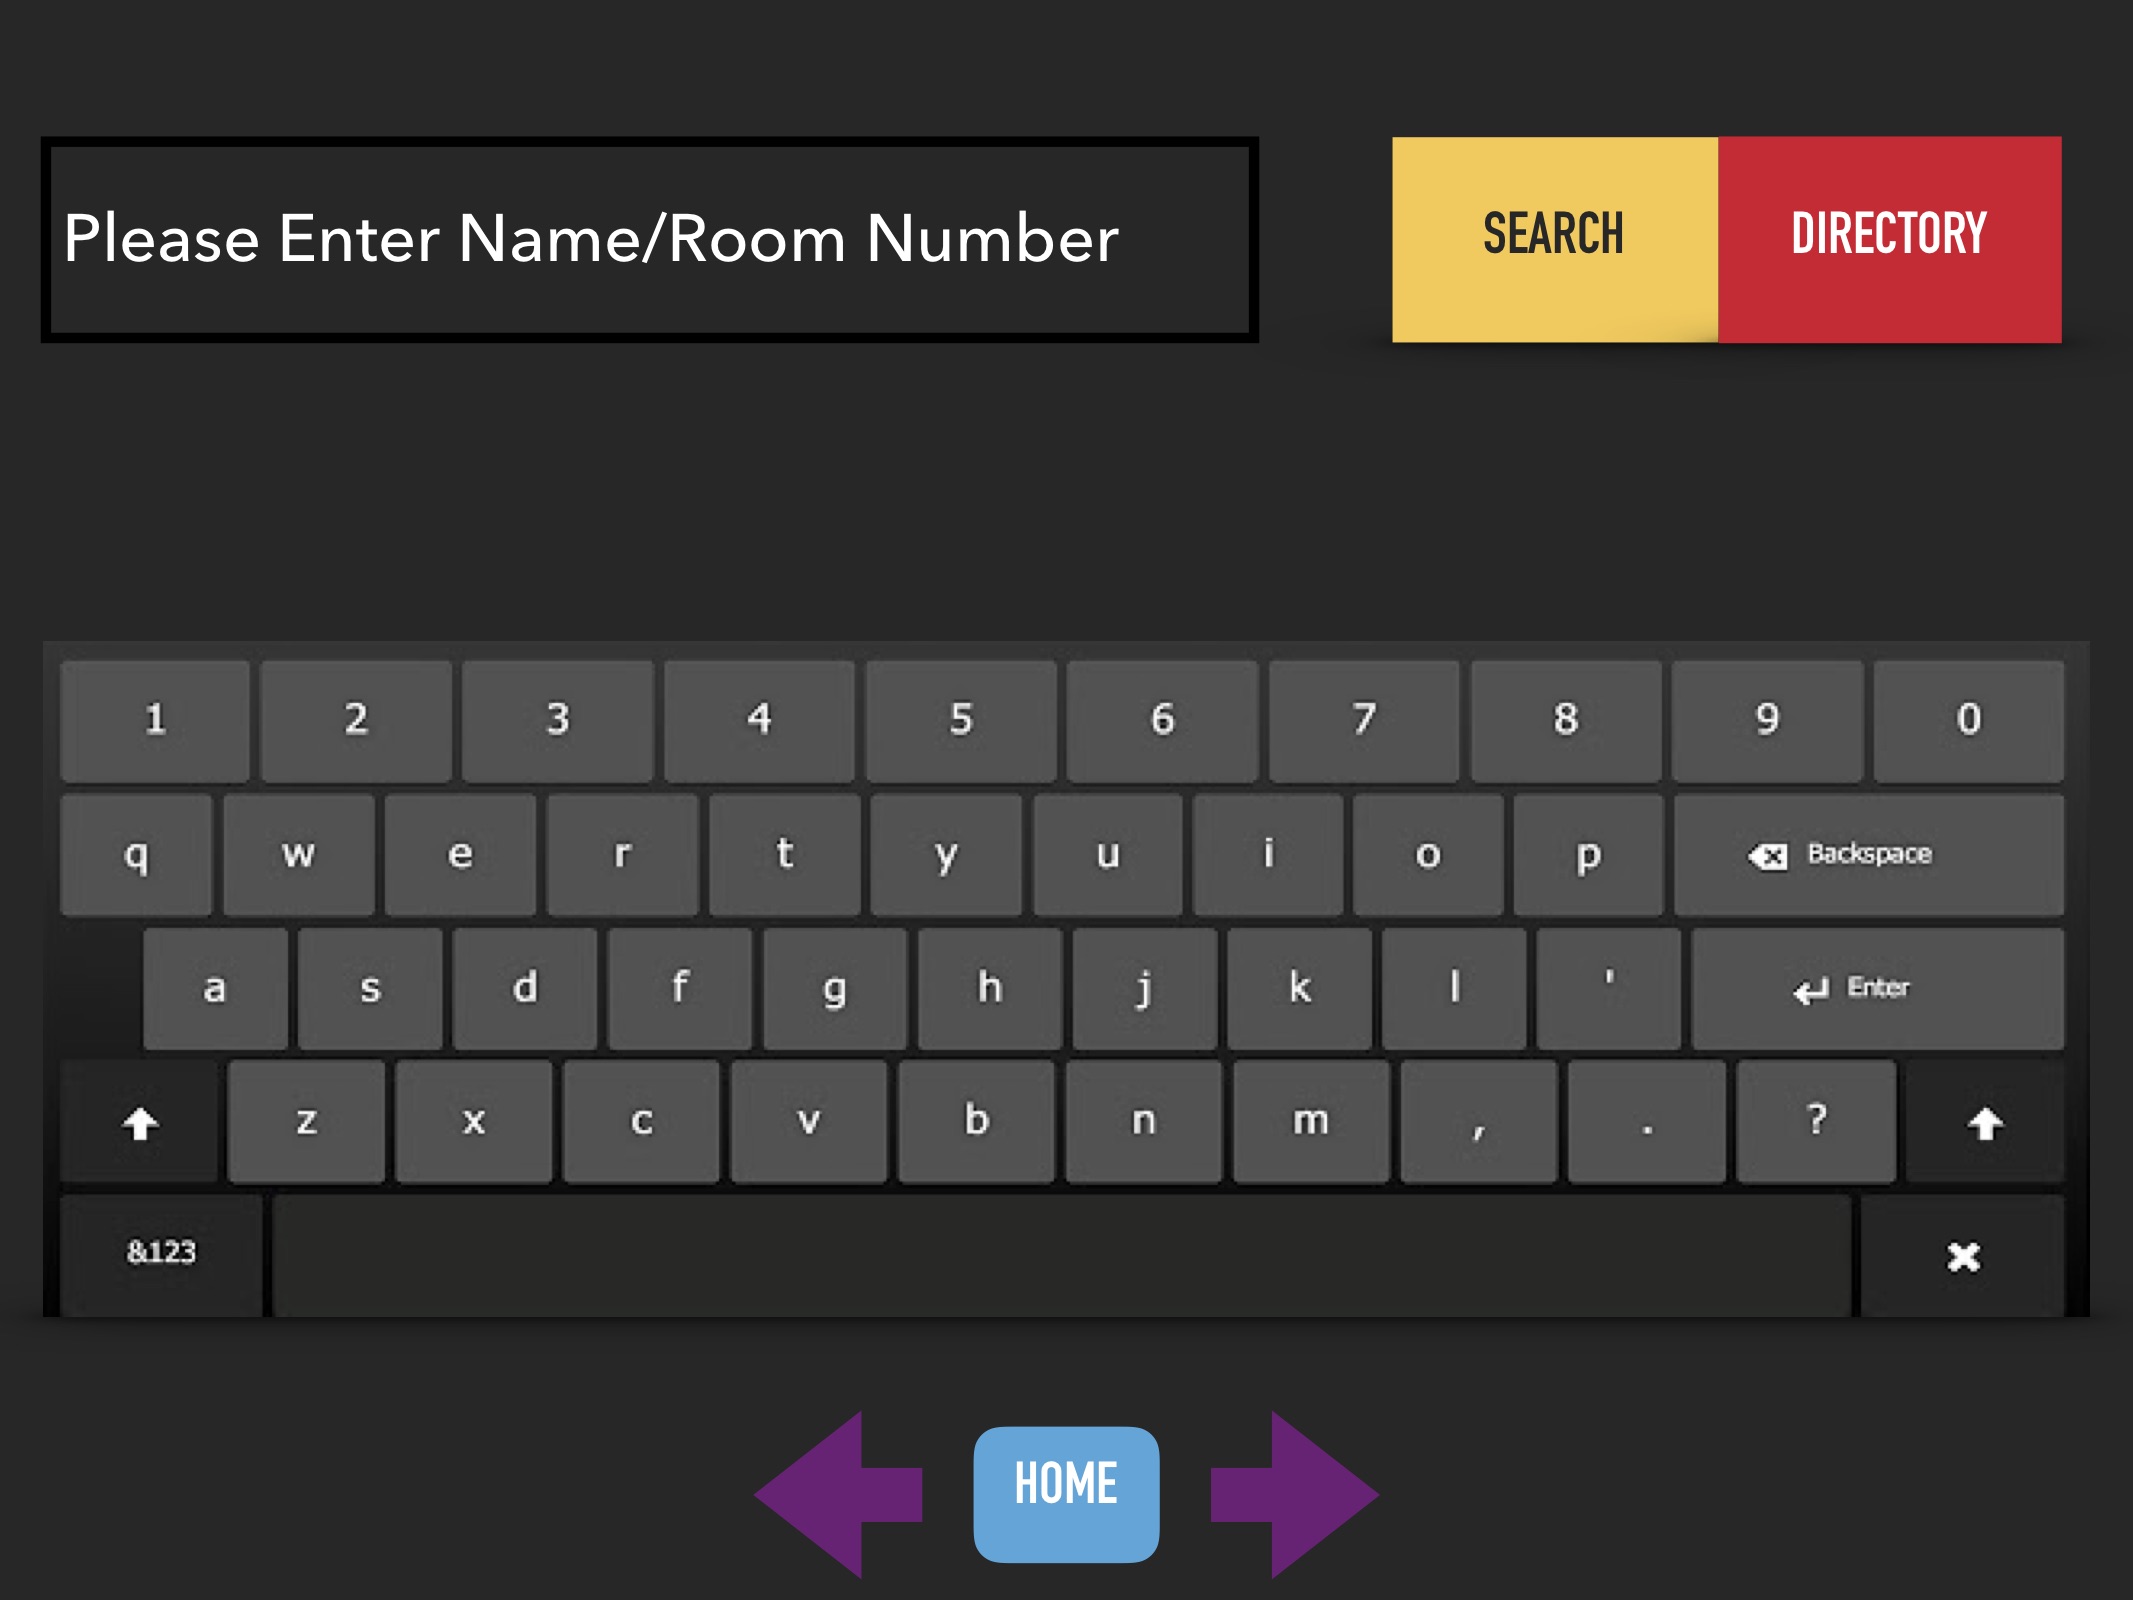 Please Enter Name/Room Number
SEARCH
DIRECTORY
1 2 3 4 5 6 7 8 9 0
q w e r t y u i o p Backspace
a s d f g h j k l ' Enter
z x c v b n m , . ?
&123
HOME